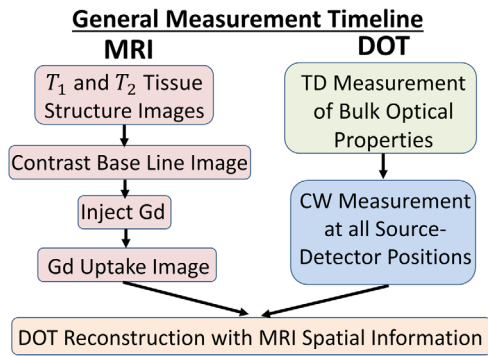 General Measurement Timeline
MRI
T₁ and T₂ Tissue
Structure Images
Contrast Base Line Image
Inject Gd
Gd Uptake Image
DOT
TD Measurement
of Bulk Optical
Properties
CW Measurement
at all Source-
Detector Positions
DOT Reconstruction with MRI Spatial Information